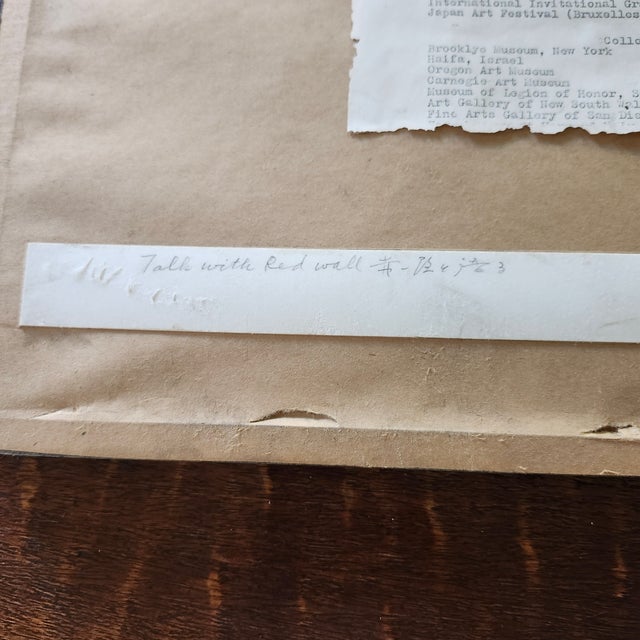 International Invitational Gr
Japan Art Festival (Bruxelles
Collec
Brooklyn Museum, New York
Haifa, Israel
Oregon Art Museum
Carnegie Art Museum
Museum of Legion of Honor, S
Art Gallery of New South Wal
Fine Arts Gallery of San Die
Talk with Red wall